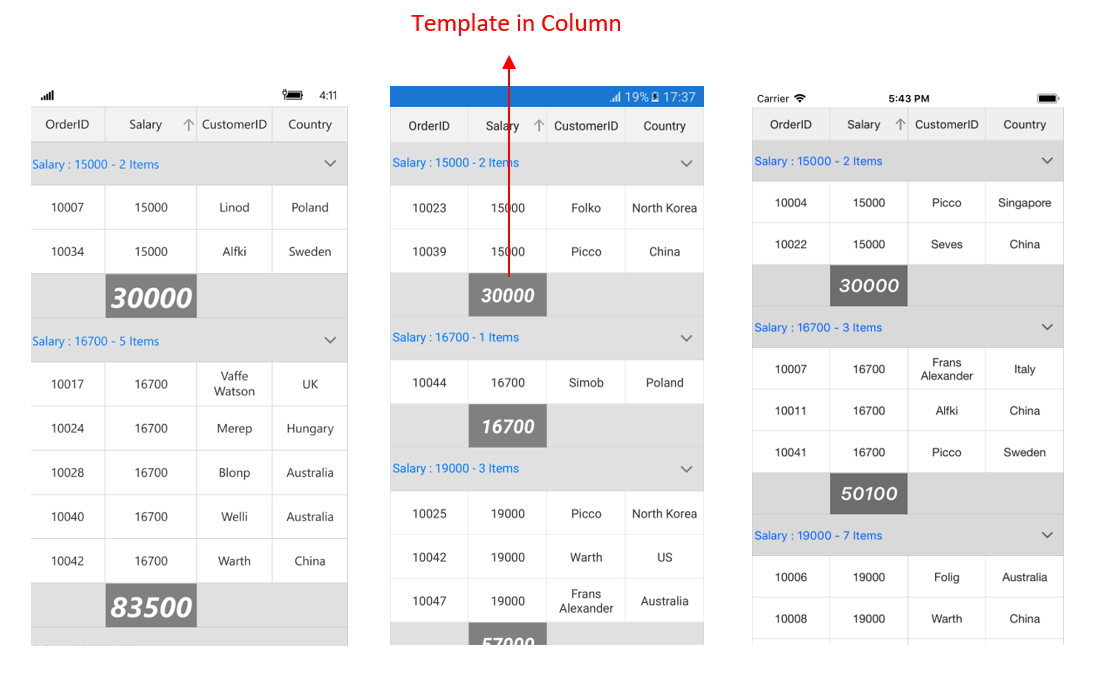 Template in Column
4:11
OrderID Salary CustomerID Country
Salary : 15000 - 2 Items
10007 15000 Linod Poland
10034 15000 Alfki Sweden
30000
Salary : 16700 - 5 Items
10017 16700 Vaffe Watson UK
10024 16700 Merep Hungary
10028 16700 Blonp Australia
10040 16700 Welli Australia
10042 16700 Warth China
83500
19% 17:37
OrderID Salary CustomerID Country
Salary : 15000 - 2 Items
10023 15000 Folko North Korea
10039 15000 Picco China
30000
Salary : 16700 - 1 Items
10044 16700 Simob Poland
16700
Salary : 19000 - 3 Items
10025 19000 Picco North Korea
10042 19000 Warth US
10047 19000 Frans Alexander Australia
57000
Carrier 5:43 PM
OrderID Salary CustomerID Country
Salary : 15000 - 2 Items
10004 15000 Picco Singapore
10022 15000 Seves China
30000
Salary : 16700 - 3 Items
10007 16700 Frans Alexander Italy
10011 16700 Alfki China
10041 16700 Picco Sweden
50100
Salary : 19000 - 7 Items
10006 19000 Folig Australia
10008 19000 Warth China